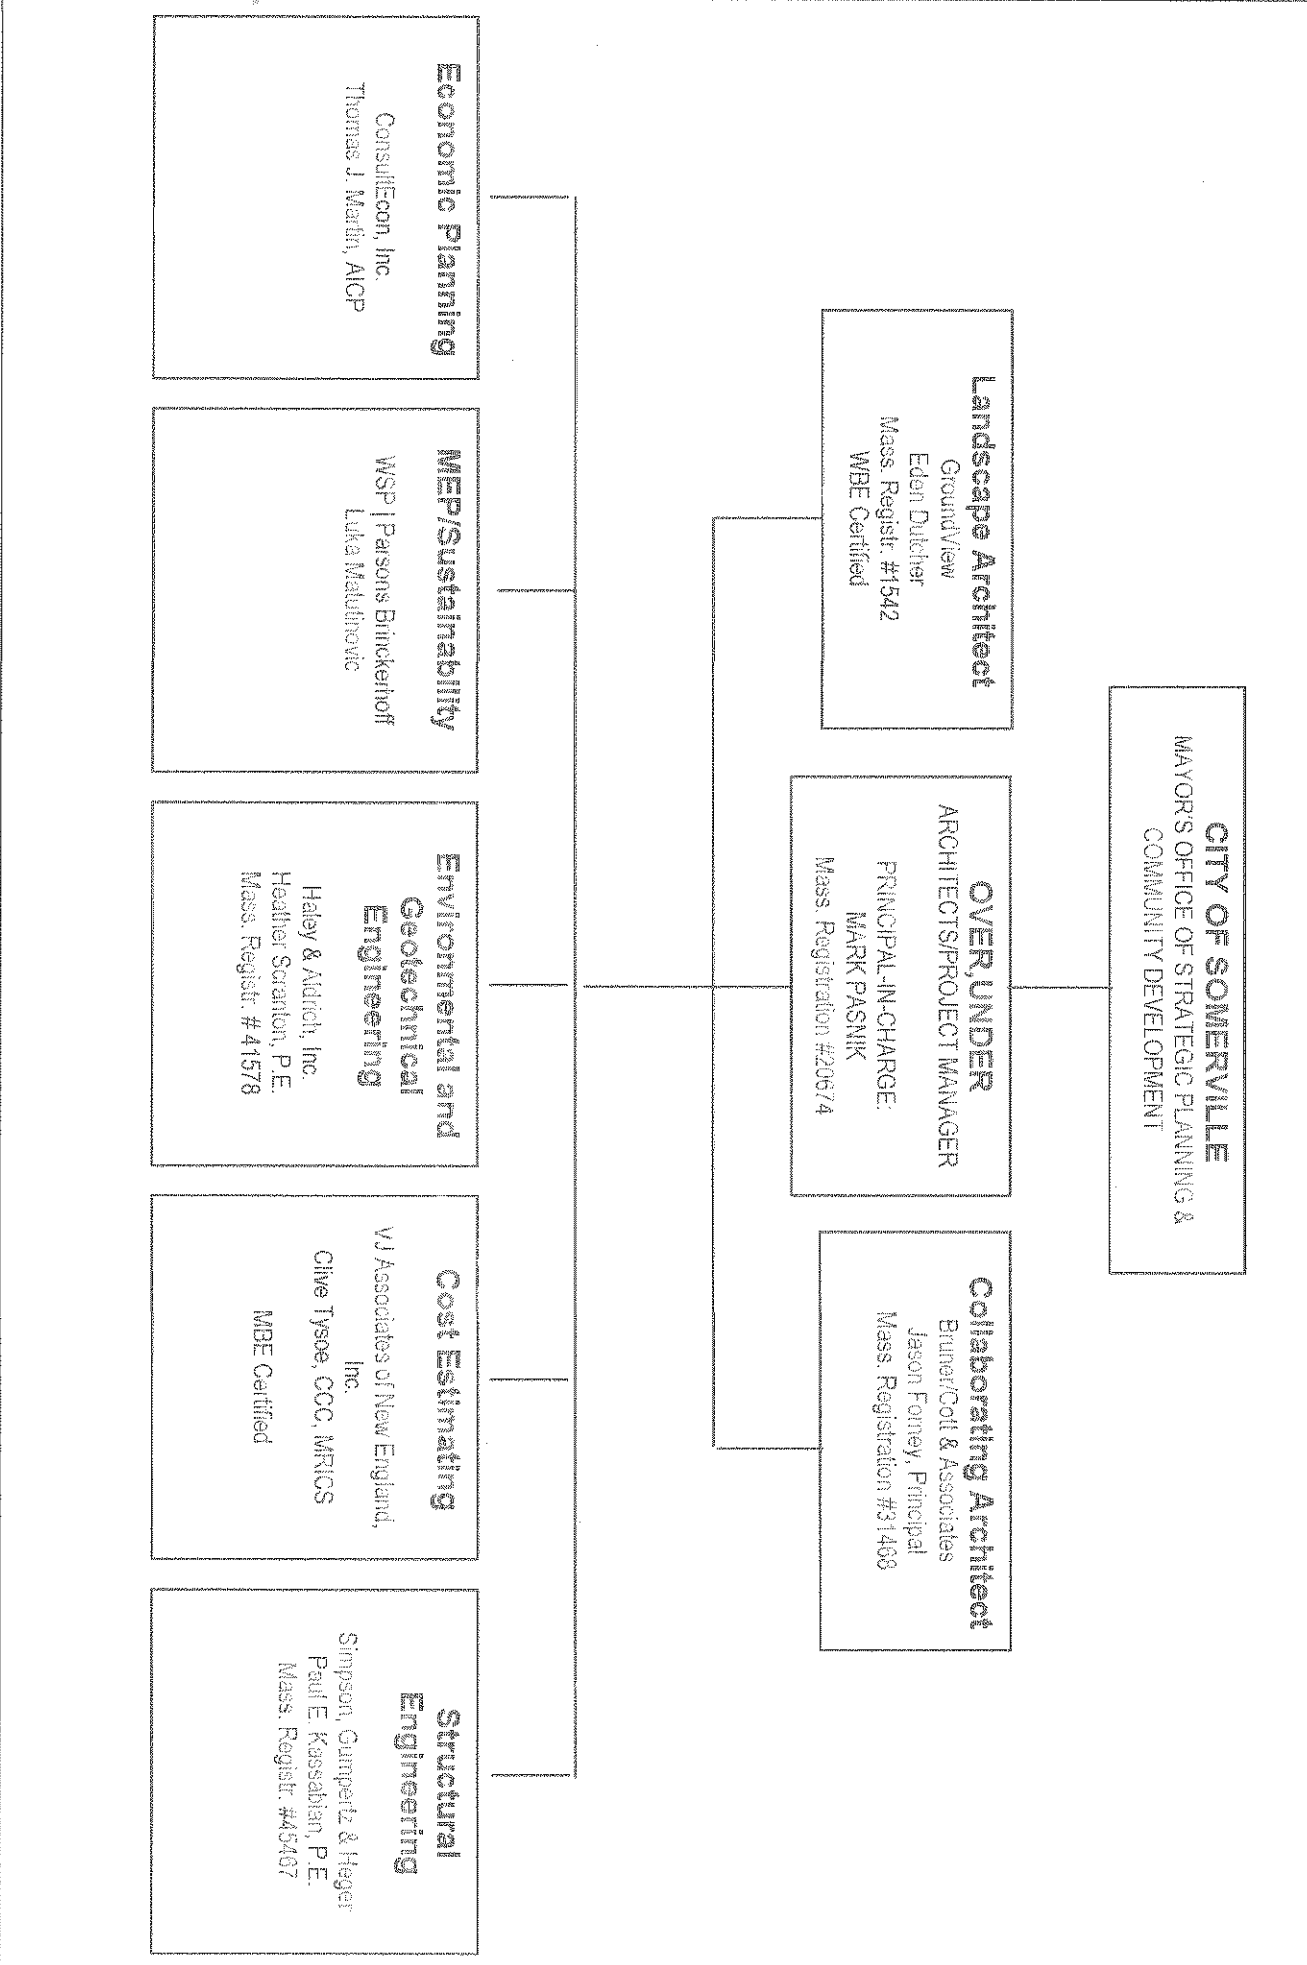 CITY OF SOMERVILLE
MAYOR'S OFFICE OF STRATEGIC PLANNING &
COMMUNITY DEVELOPMENT
Landscape Architect
GroundView
Eden Dutcher
Mass. Registr. #1542
WBE Certified
OVER,UNDER
ARCHITECTS/PROJECT MANAGER
PRINCIPAL-IN-CHARGE:
MARK PASNIK
Mass. Registration #20674
Collaborating Architect
Bruner/Cott & Associates
Jason Forney, Principal
Mass. Registration #31468
Economic Planning
ConsultEcon, Inc.
Thomas J. Martin, AICP
MEP/Sustainability
WSP | Parsons Brinckerhoff
Luka Matutinovic
Environmental and
Geotechnical
Engineering
Haley & Aldrich, Inc.
Heather Scranton, P.E.
Mass. Registr. # 41578
Cost Estimating
VJ Associates of New England,
Inc.
Clive Tysoe, CCC, MRICS
MBE Certified
Structural
Engineering
Simpson, Gumpertz & Heger
Paul E. Kassabian, P.E.
Mass. Registr. #45467